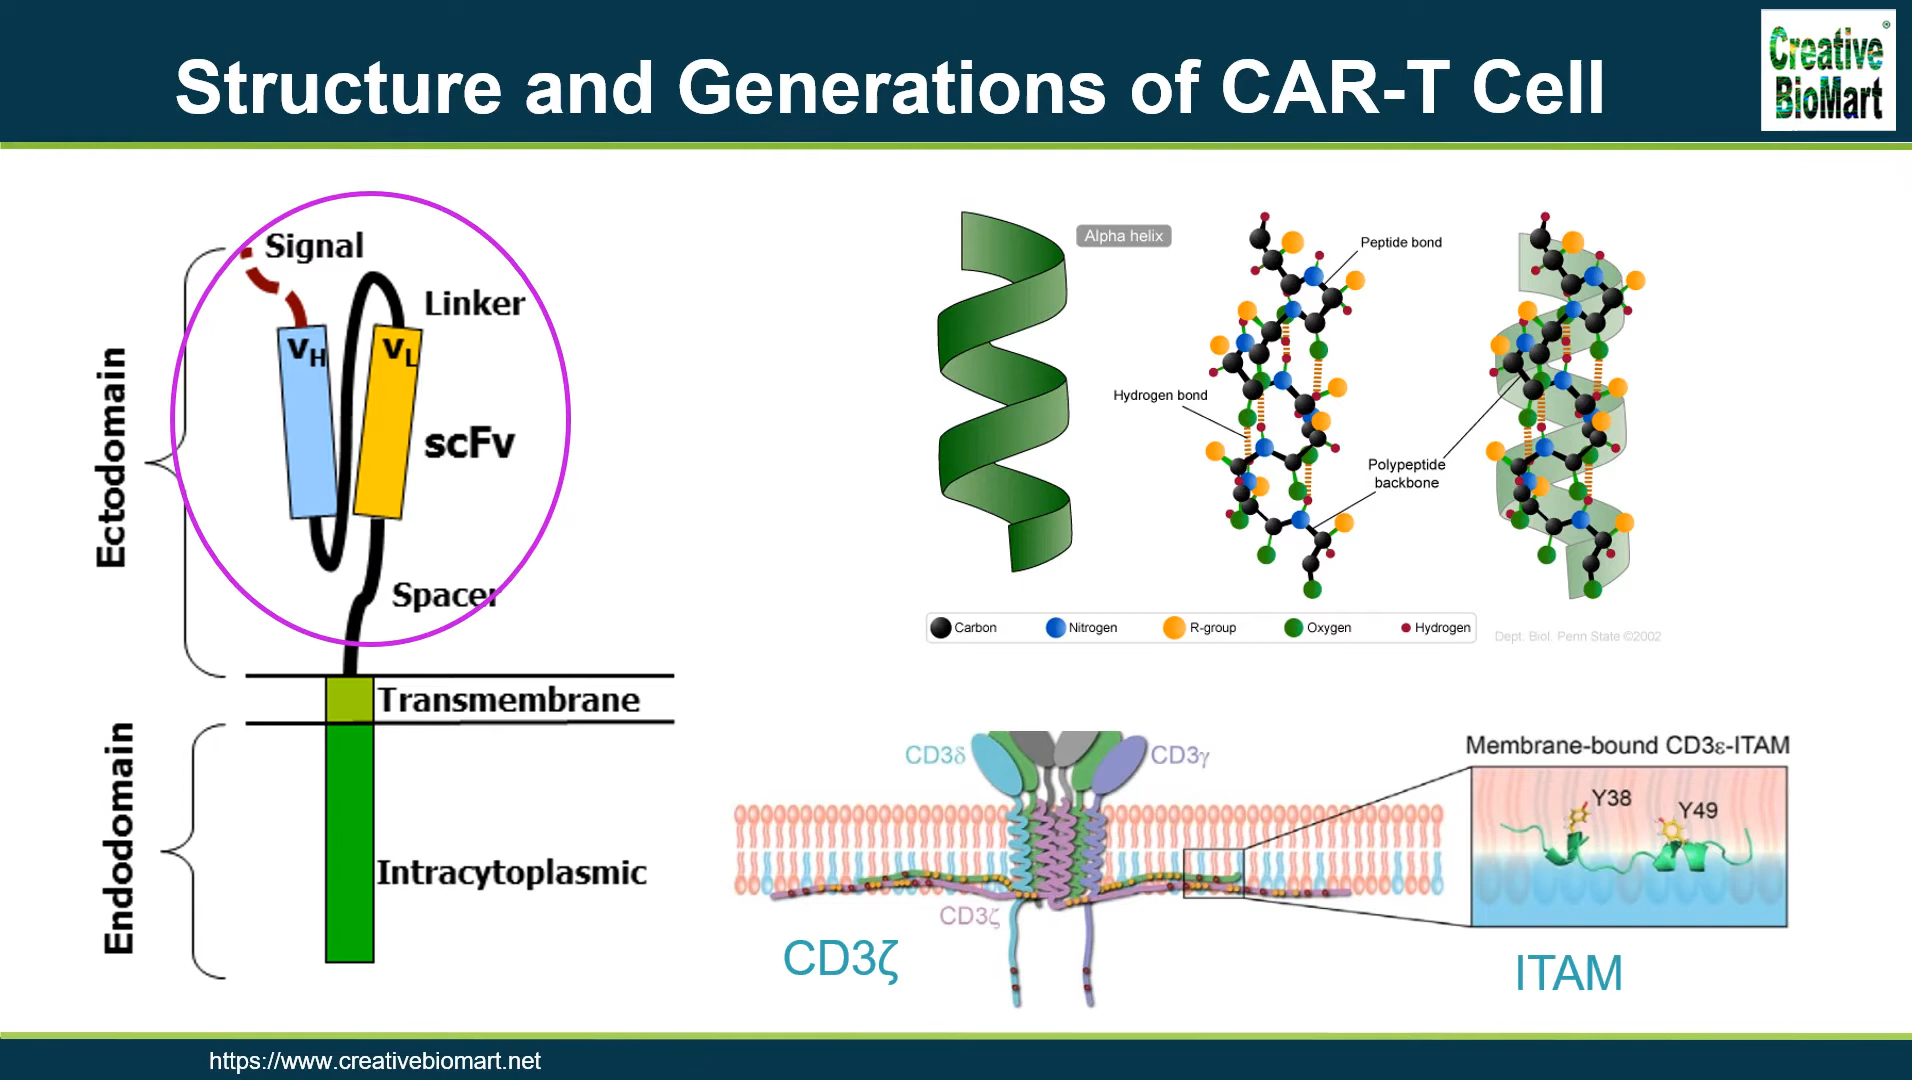 Structure and Generations of CAR-T Cell
Creative
BioMart
®
Signal
Linker
VH
VL
scFv
Spacer
Ectodomain
Transmembrane
Endodomain
Intracytoplasmic
Alpha helix
Peptide bond
Hydrogen bond
Polypeptide
backbone
Carbon
Nitrogen
R-group
Oxygen
Hydrogen
Dept. Biol. Penn State ©2002
CD3δ
CD3γ
CD3ζ
CD3ζ
Membrane-bound CD3ε-ITAM
Y38
Y49
ITAM
https://www.creativebiomart.net